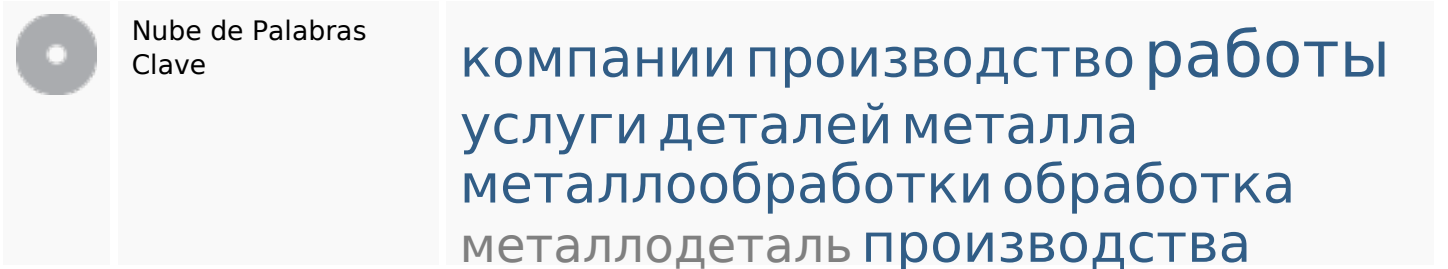 Nube de Palabras
Clave
компании производство работы
услуги деталей металла
металлообработки обработка
металлодеталь производства